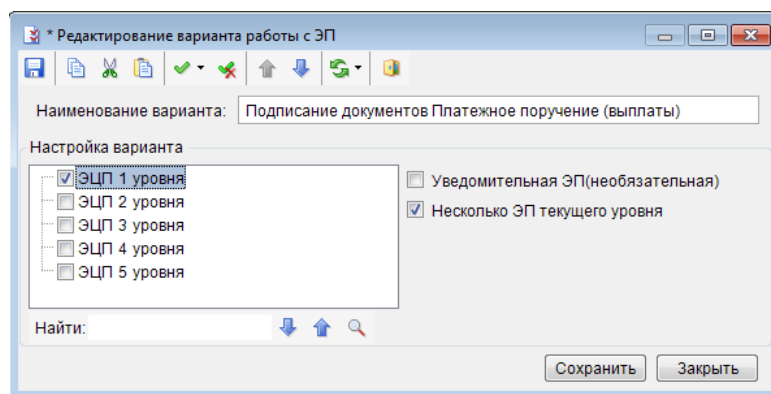 * Редактирование варианта работы с ЭП
Наименование варианта: Подписание документов Платежное поручение (выплаты)
Настройка варианта
ЭЦП 1 уровня
ЭЦП 2 уровня
ЭЦП 3 уровня
ЭЦП 4 уровня
ЭЦП 5 уровня
Уведомительная ЭП(необязательная)
Несколько ЭП текущего уровня
Найти:
Сохранить Закрыть